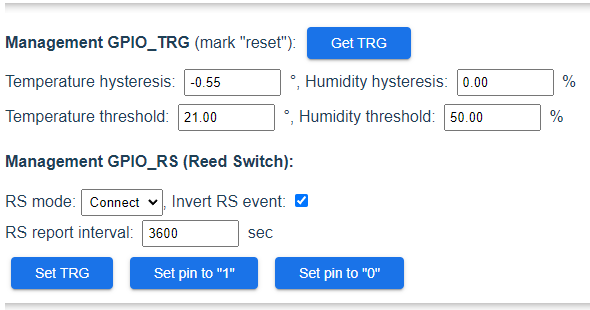 Management GPIO_TRG (mark "reset"): Get TRG
Temperature hysteresis: -0.55 °, Humidity hysteresis: 0.00 %
Temperature threshold: 21.00 °, Humidity threshold: 50.00 %
Management GPIO_RS (Reed Switch):
RS mode: Connect , Invert RS event:
RS report interval: 3600 sec
Set TRG Set pin to "1" Set pin to "0"